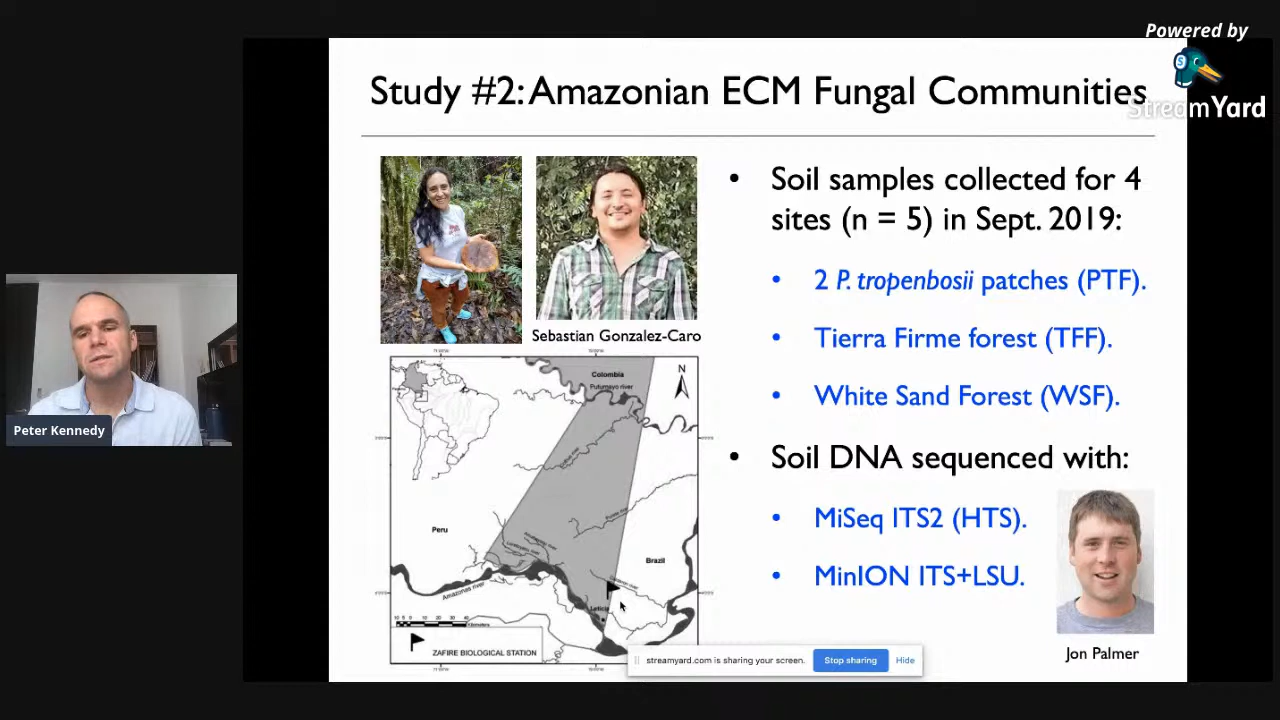 Powered by
StreamYard
Study #2: Amazonian ECM Fungal Communities
Sebastian Gonzalez-Caro
• Soil samples collected for 4
sites (n = 5) in Sept. 2019:
• 2 P. tropenbosii patches (PTF).
• Tierra Firme forest (TFF).
• White Sand Forest (WSF).
• Soil DNA sequenced with:
• MiSeq ITS2 (HTS).
• MinION ITS+LSU.
Jon Palmer
Peter Kennedy
N
Colombia
Putumayo river
Peru
Brazil
Amazonas river
Leticia
ZAFIRE BIOLOGICAL STATION
streamyard.com is sharing your screen.
Stop sharing
Hide